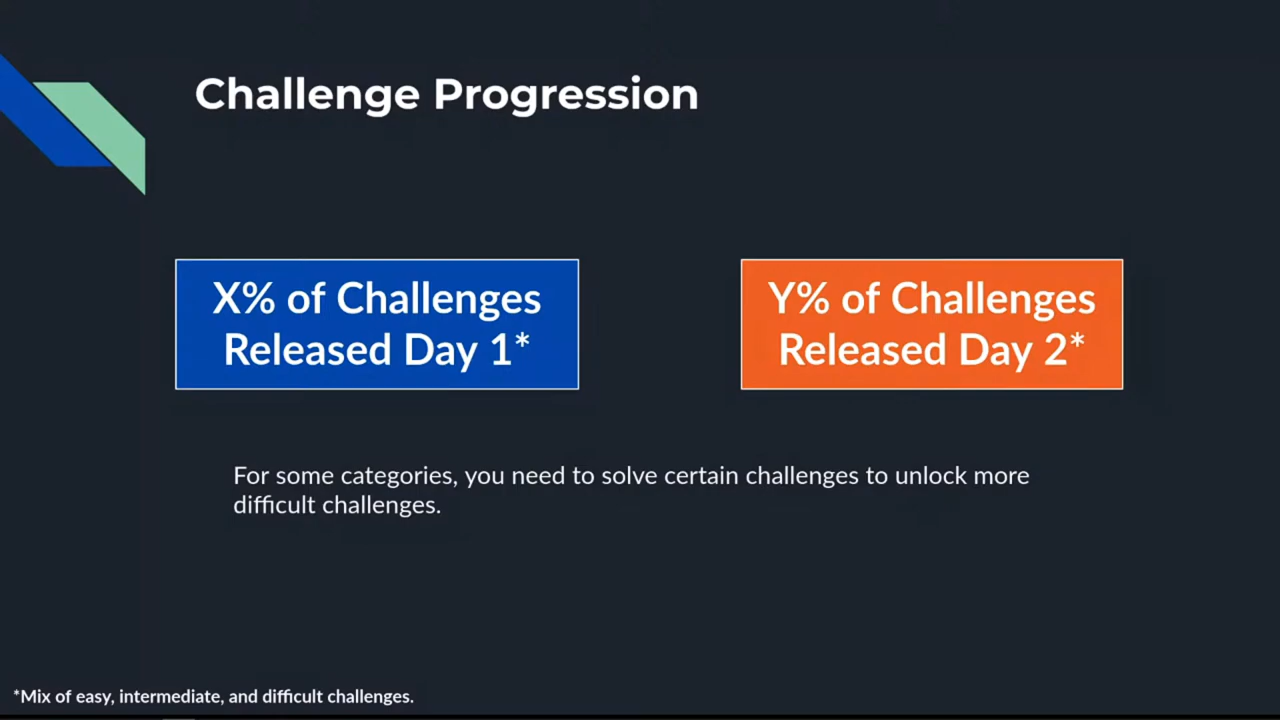 Challenge Progression
X% of Challenges
Released Day 1*
Y% of Challenges
Released Day 2*
For some categories, you need to solve certain challenges to unlock more
difficult challenges.
*Mix of easy, intermediate, and difficult challenges.